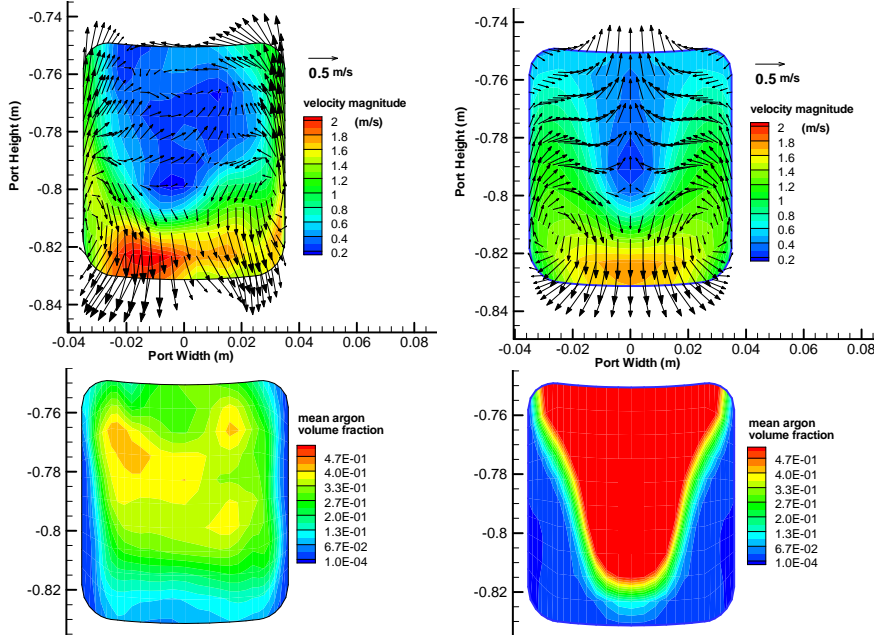 -0.74
-0.76
-0.78
-0.8
-0.82
-0.84
Port Height (m)
0.5 m/s
velocity magnitude
(m/s)
2
1.8
1.6
1.4
1.2
1
0.8
0.6
0.4
0.2
-0.04
-0.02
0
0.02
0.04
0.06
0.08
Port Width (m)
-0.74
-0.76
-0.78
-0.8
-0.82
-0.84
Port Height (m)
0.5 m/s
velocity magnitude
(m/s)
2
1.8
1.6
1.4
1.2
1
0.8
0.6
0.4
0.2
-0.04
-0.02
0
0.02
0.04
0.06
0.08
Port Width (m)
-0.76
-0.78
-0.8
-0.82
mean argon
volume fraction
4.7E-01
4.0E-01
3.3E-01
2.7E-01
2.0E-01
1.3E-01
6.7E-02
1.0E-04
-0.76
-0.78
-0.8
-0.82
mean argon
volume fraction
4.7E-01
4.0E-01
3.3E-01
2.7E-01
2.0E-01
1.3E-01
6.7E-02
1.0E-04